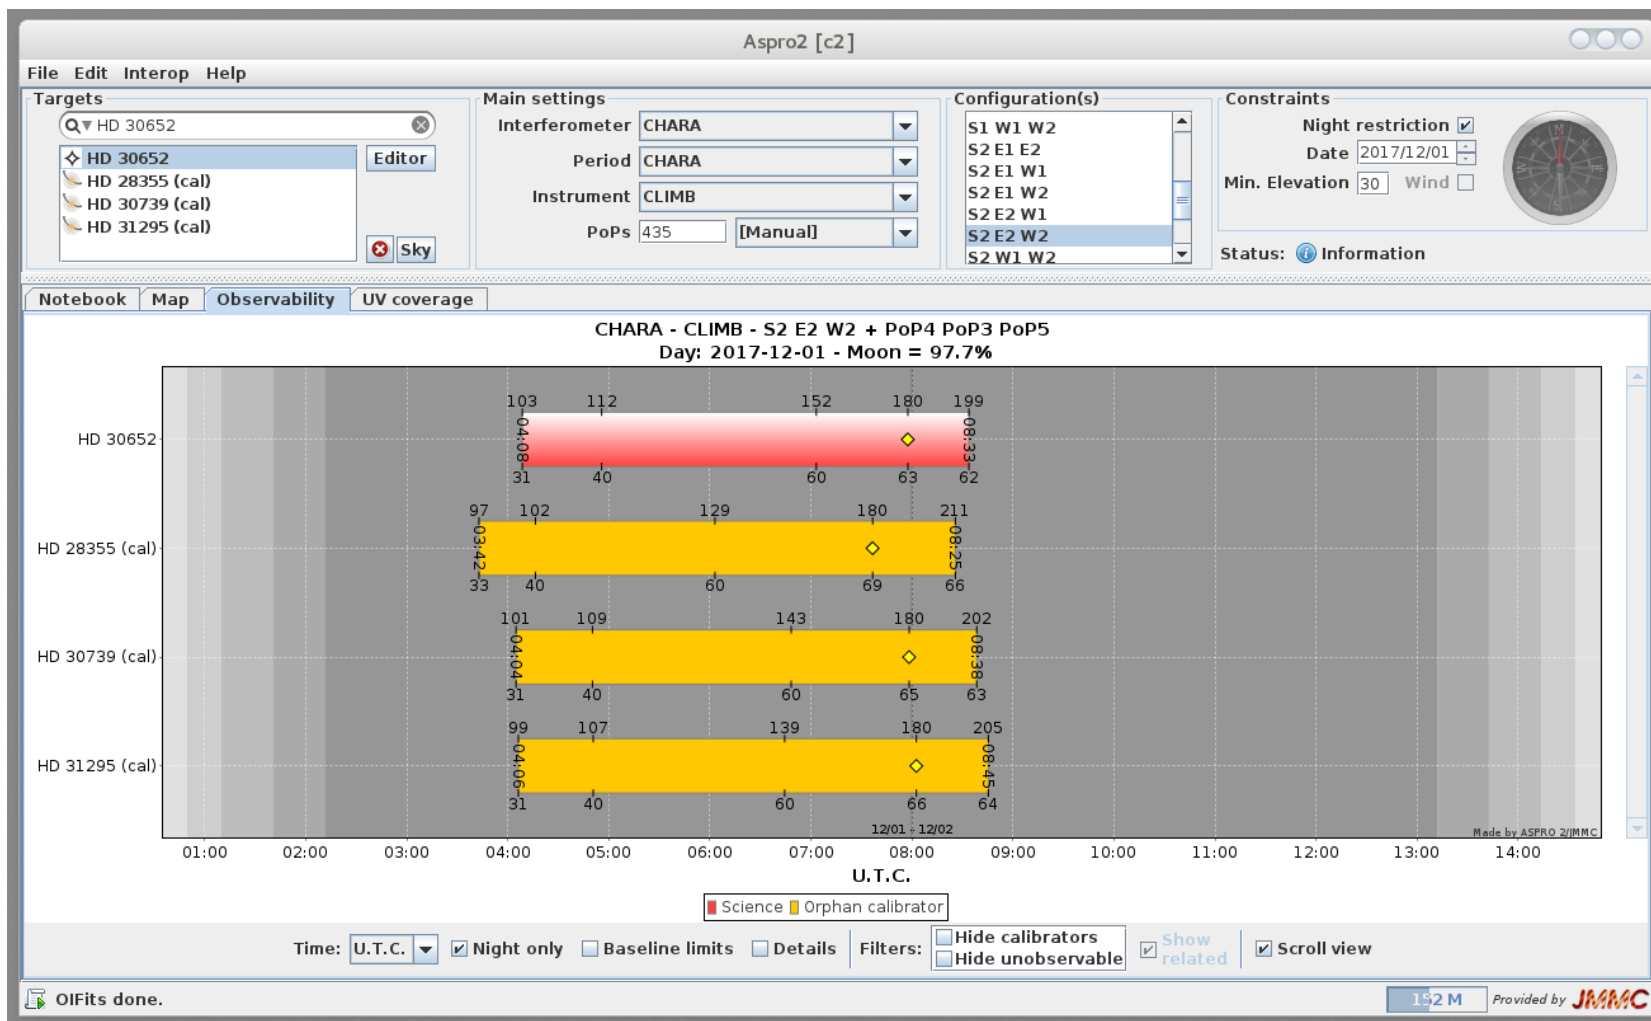 Aspro2 [c2]
File Edit Interop Help
Targets
HD 30652
HD 30652
HD 28355 (cal)
HD 30739 (cal)
HD 31295 (cal)
Editor
Sky
Main settings
Interferometer CHARA
Period CHARA
Instrument CLIMB
PoPs 435 [Manual]
Configuration(s)
S1 W1 W2
S2 E1 E2
S2 E1 W1
S2 E1 W2
S2 E2 W1
S2 E2 W2
S2 W1 W2
Constraints
Night restriction
Date 2017/12/01
Min. Elevation 30 Wind
Status: Information
Notebook Map Observability UV coverage
CHARA - CLIMB - S2 E2 W2 + PoP4 PoP3 PoP5
Day: 2017-12-01 - Moon = 97.7%
103 112 152 180 199
HD 30652 04:08 08:33
31 40 60 63 62
97 102 129 180 211
HD 28355 (cal) 03:42 08:25
33 40 60 69 66
101 109 143 180 202
HD 30739 (cal) 04:04 08:38
31 40 60 65 63
99 107 139 180 205
HD 31295 (cal) 04:06 08:45
31 40 60 66 64
12/01 - 12/02
Made by ASPRO 2/JMMC
01:00 02:00 03:00 04:00 05:00 06:00 07:00 08:00 09:00 10:00 11:00 12:00 13:00 14:00
U.T.C.
Science Orphan calibrator
Time: U.T.C. Night only Baseline limits Details Filters: Hide calibrators
Hide unobservable
Show
related
Scroll view
OIFits done.
152 M Provided by JMMC